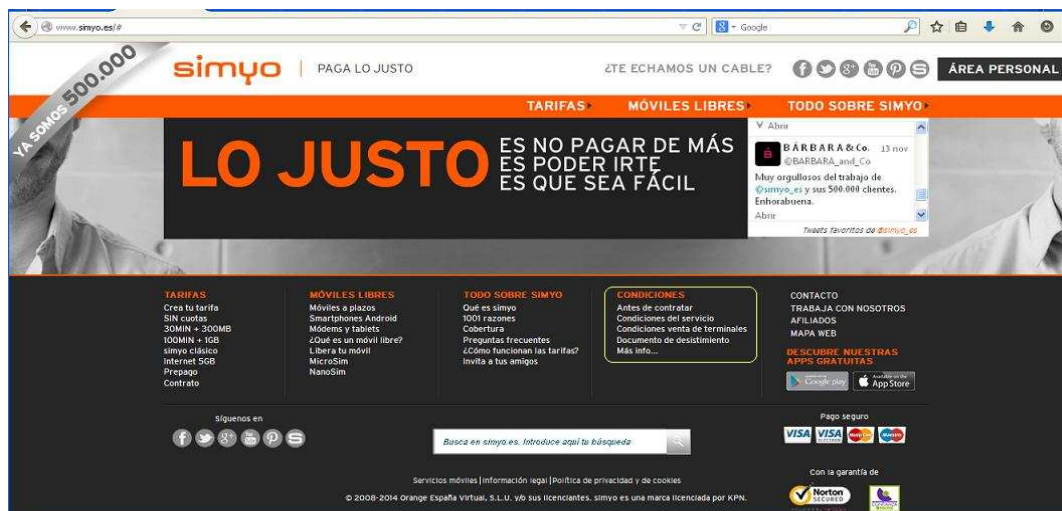 www.simyo.es/#
Google
YA SOMOS 500.000
simyo
PAGA LO JUSTO
¿TE ECHAMOS UN CABLE?
ÁREA PERSONAL
TARIFAS
MÓVILES LIBRES
TODO SOBRE SIMYO
LO JUSTO
ES NO PAGAR DE MÁS
ES PODER IRTE
ES QUE SEA FÁCIL
Abrir
BÁRBARA & Co. 13 nov
@BARBARA_and_Co
Muy orgullosos del trabajo de
@simyo_es y sus 500.000 clientes.
Enhorabuena.
Abrir
Tweets favoritos de @simyo_es
TARIFAS
Crea tu tarifa
SIN cuotas
30MIN + 300MB
100MIN + 1GB
simyo clásico
Internet 5GB
Prepago
Contrato
MÓVILES LIBRES
Móviles a plazos
Smartphones Android
Módems y tablets
¿Qué es un móvil libre?
Libera tu móvil
MicroSim
NanoSim
TODO SOBRE SIMYO
Qué es simyo
1001 razones
Cobertura
Preguntas frecuentes
¿Cómo funcionan las tarifas?
Invita a tus amigos
CONDICIONES
Antes de contratar
Condiciones del servicio
Condiciones venta de terminales
Documento de desistimiento
Más info...
CONTACTO
TRABAJA CON NOSOTROS
AFILIADOS
MAPA WEB
DESCUBRE NUESTRAS
APPS GRATUITAS
Google play
Available on the
App Store
Síguenos en
Busca en simyo.es. Introduce aquí tu búsqueda
Pago seguro
VISA
VISA
ELECTRON
MasterCard
Maestro
Servicios móviles | Información legal | Política de privacidad y de cookies
© 2008-2014 Orange España Virtual, S.L.U. y/o sus licenciantes. simyo es una marca licenciada por KPN.
Con la garantía de
Norton
SECURED